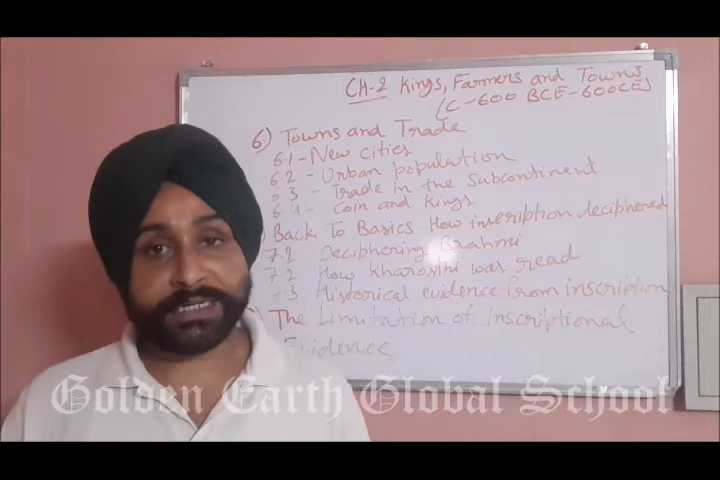 CH-2 Kings, Farmers and Towns
(C-600 BCE-600CE)
6.) Towns and Trade
6.1 - New Cities
6.2 - Urban population
6.3 - Trade in the subcontinent
Coin and Kings
Back To Basics How inscription deciphered
7.2 Deciphering Brahmi
7.2 How Kharosthi was read
.3 Historical evidence from inscription
The Limitation of Inscriptional
Evidence
Golden Earth Global School